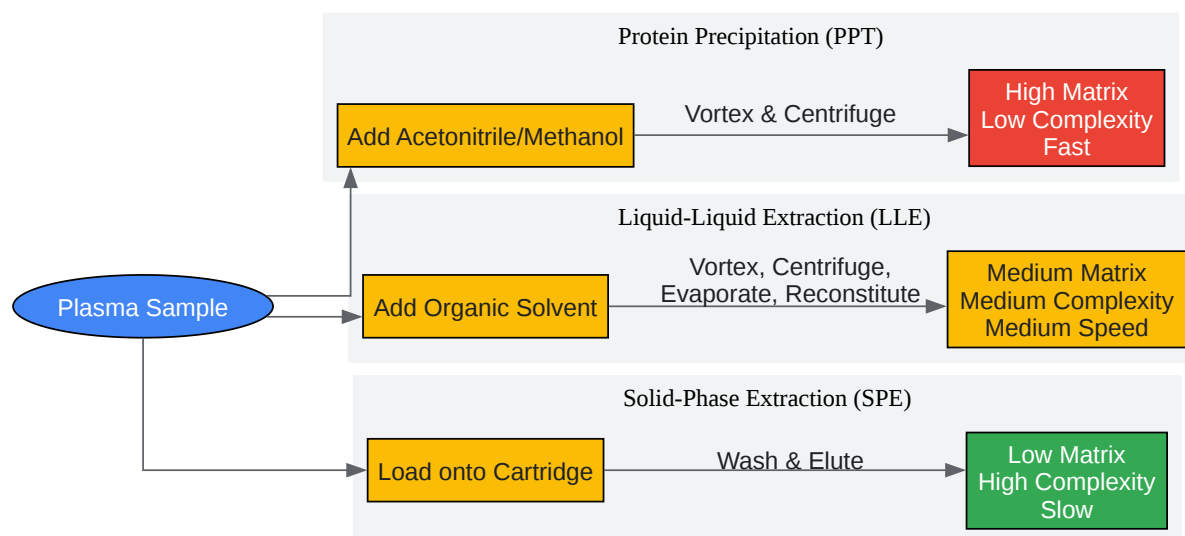 Protein Precipitation (PPT)
Add Acetonitrile/Methanol
Vortex & Centrifuge
High Matrix
Low Complexity
Fast
Liquid-Liquid Extraction (LLE)
Plasma Sample
Add Organic Solvent
Vortex, Centrifuge,
Evaporate, Reconstitute
Medium Matrix
Medium Complexity
Medium Speed
Solid-Phase Extraction (SPE)
Load onto Cartridge
Wash & Elute
Low Matrix
High Complexity
Slow